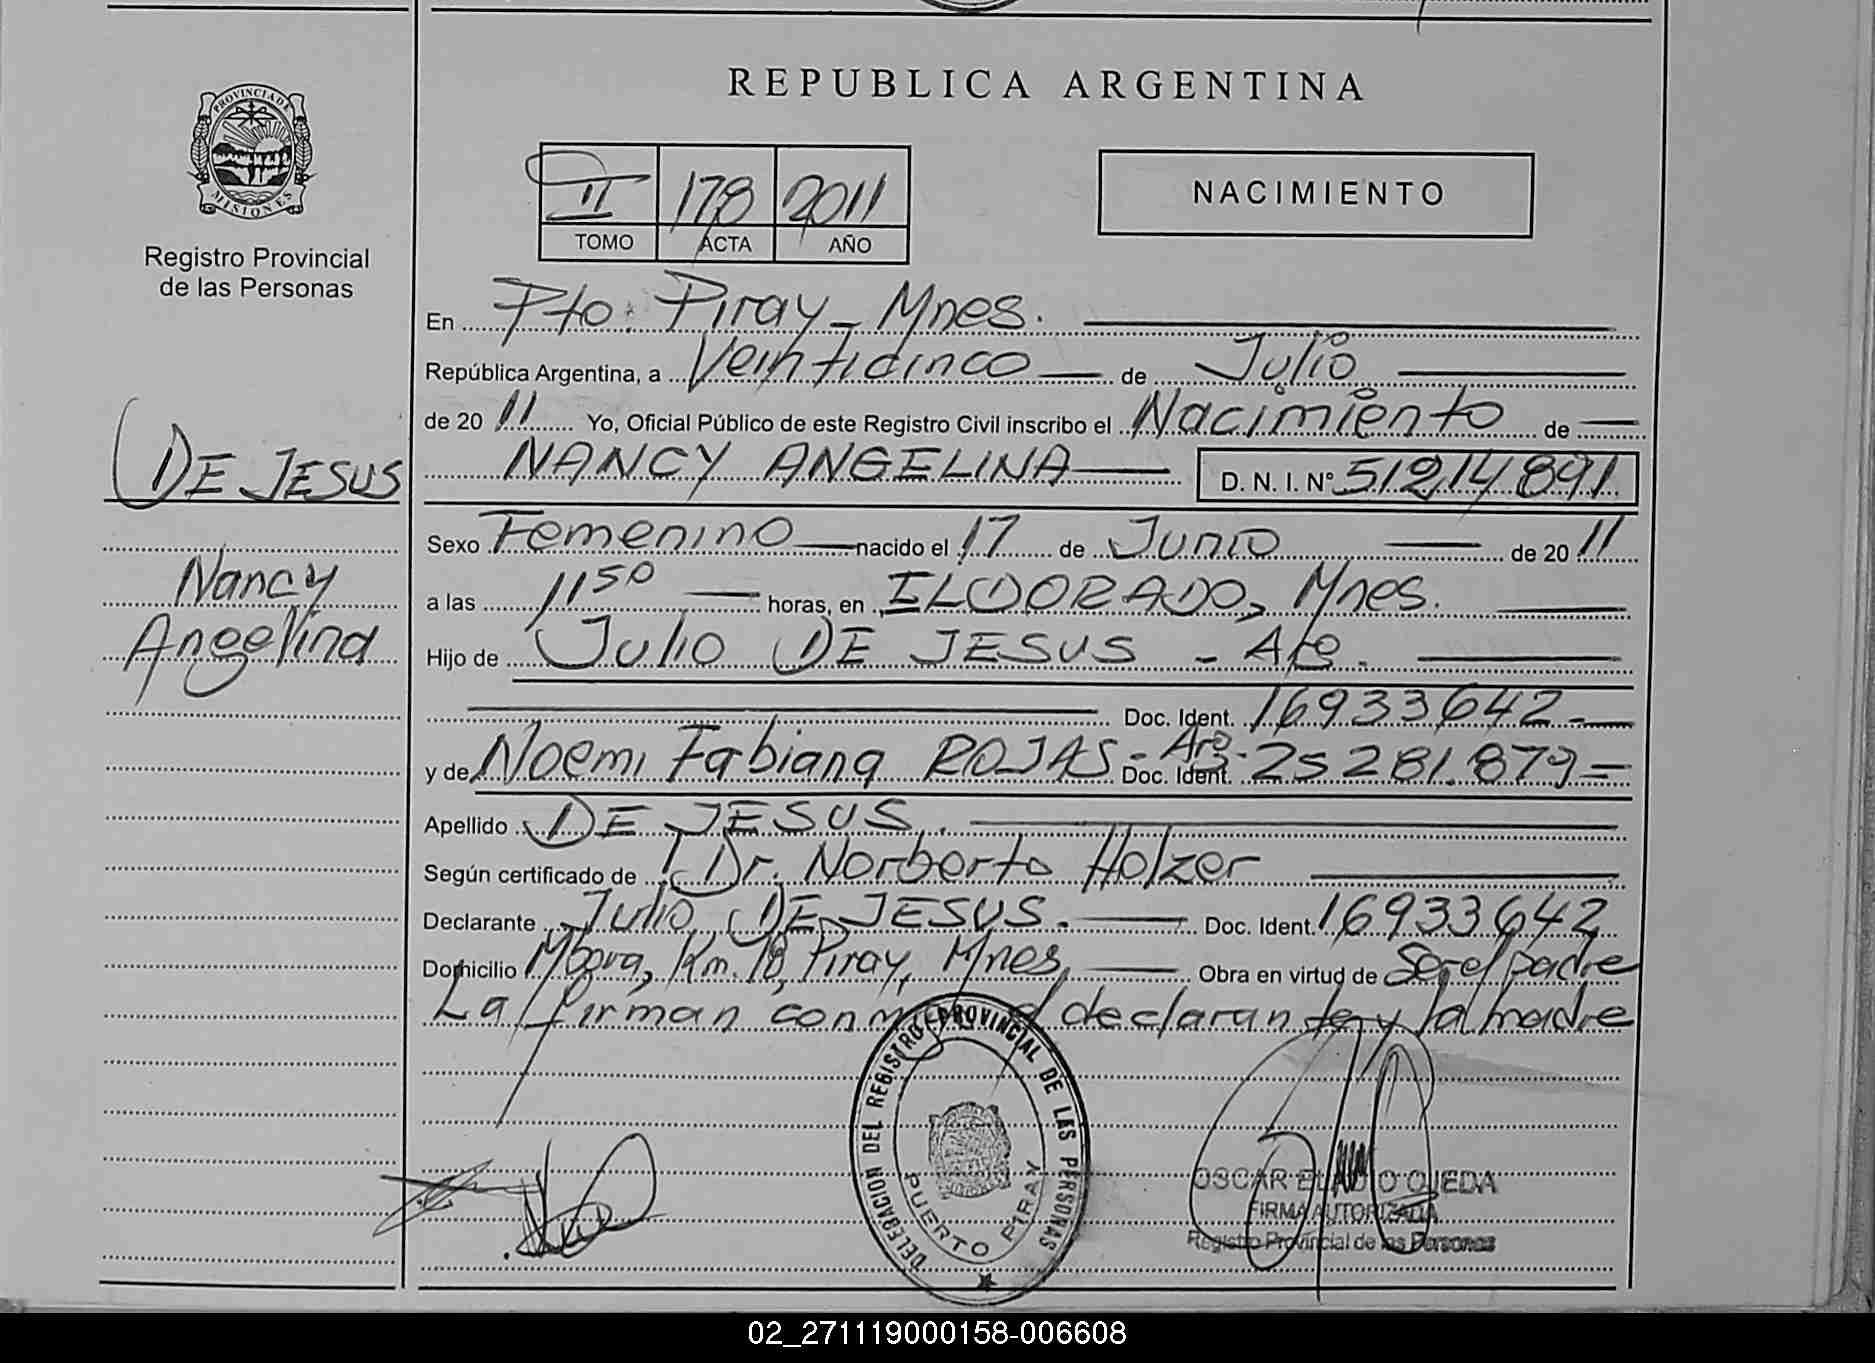 REPUBLICA ARGENTINA
PROVINCIA DE
MISIONES
Registro Provincial
de las Personas
II 178 2011
TOMO ACTA AÑO
NACIMIENTO
En Pto. Piray - Mnes.
República Argentina, a Veinticinco de Julio
de 2011 Yo, Oficial Público de este Registro Civil inscribo el Nacimiento de
DE JESUS
NANCY ANGELINA D. N. I. Nº 51214891
Sexo Femenino nacido el 17 de Junio de 2011
Nancy
Angelina
a las 11 50 horas, en ELDORADO, Mnes.
Hijo de Julio DE JESUS - Arg.
Doc. Ident. 16933642
y de Noemi Fabiana ROJAS - Arg. Doc. Ident. 25281.879
Apellido DE JESUS.
Según certificado de Dr. Norberto Holzer
Declarante Julio DE JESUS. Doc. Ident. 16933642
Domicilio Km. 18, Piray, Mnes, Obra en virtud de Ser el padre
La firman declarante y la madre
DELEGACION DEL REGISTRO PROVINCIAL DE LAS PERSONAS
PUERTO PIRAY
OSCAR ELADIO OJEDA
FIRMA AUTORIZADA
Registro Provincial de las Personas
02_271119000158-006608